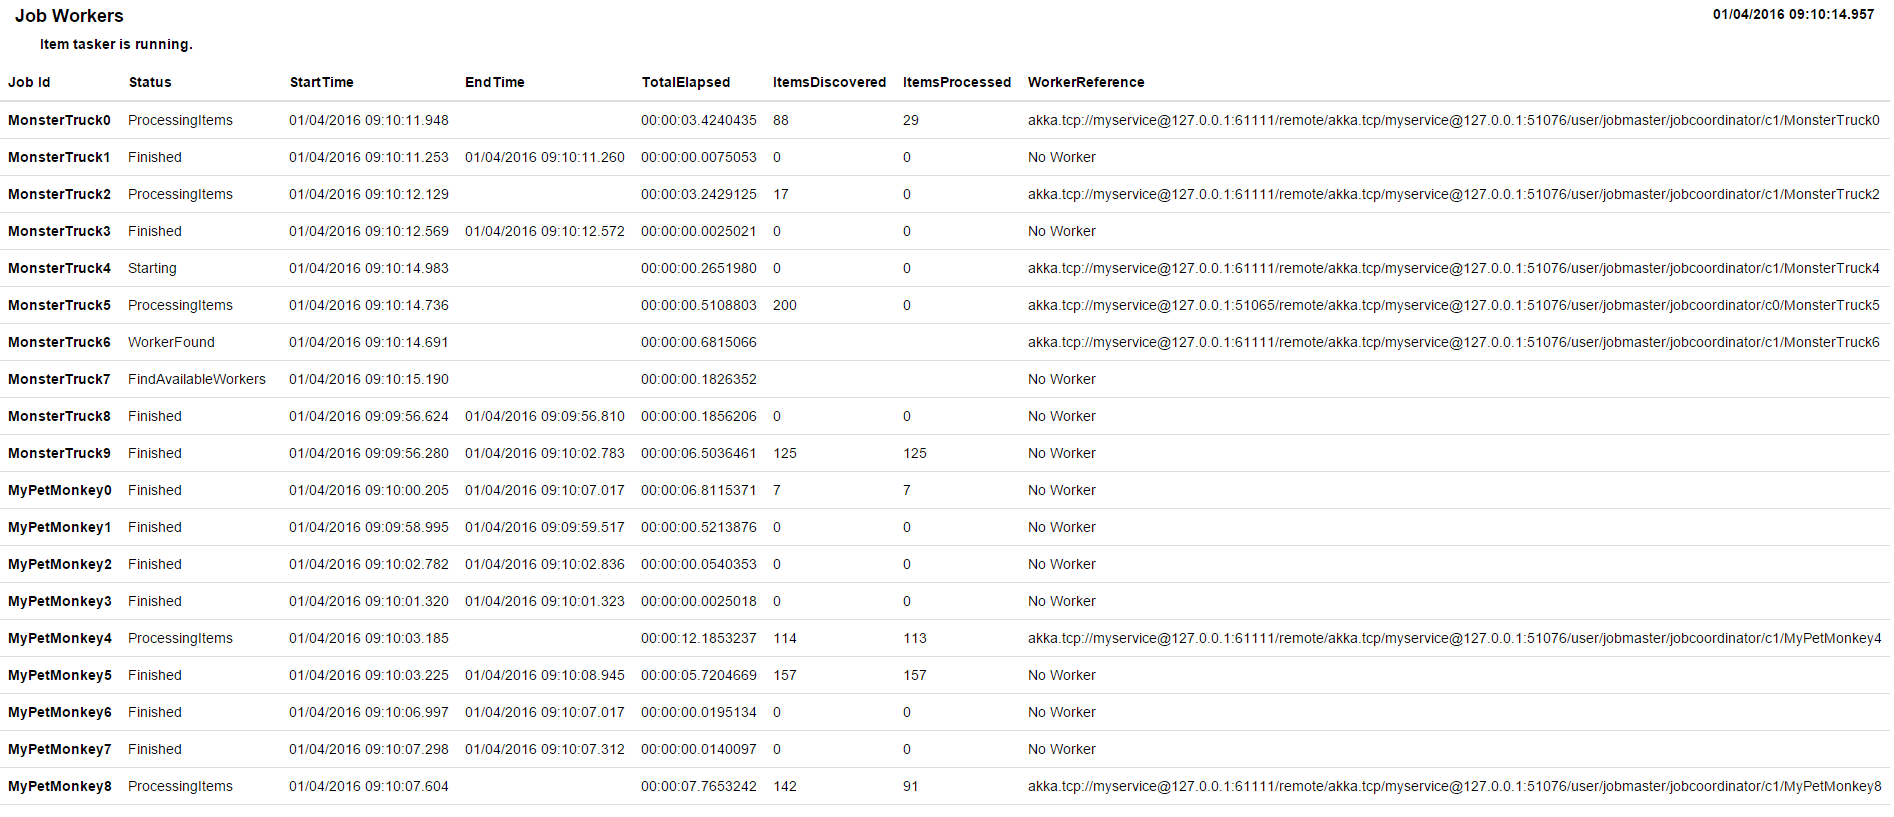 Job Workers 01/04/2016 09:10:14.957
Item tasker is running.
Job Id Status StartTime EndTime TotalElapsed ItemsDiscovered ItemsProcessed WorkerReference
MonsterTruck0 ProcessingItems 01/04/2016 09:10:11.948 00:00:03.4240435 88 29 akka.tcp://myservice@127.0.0.1:61111/remote/akka.tcp/myservice@127.0.0.1:51076/user/jobmaster/jobcoordinator/c1/MonsterTruck0
MonsterTruck1 Finished 01/04/2016 09:10:11.253 01/04/2016 09:10:11.260 00:00:00.0075053 0 0 No Worker
MonsterTruck2 ProcessingItems 01/04/2016 09:10:12.129 00:00:03.2429125 17 0 akka.tcp://myservice@127.0.0.1:61111/remote/akka.tcp/myservice@127.0.0.1:51076/user/jobmaster/jobcoordinator/c1/MonsterTruck2
MonsterTruck3 Finished 01/04/2016 09:10:12.569 01/04/2016 09:10:12.572 00:00:00.0025021 0 0 No Worker
MonsterTruck4 Starting 01/04/2016 09:10:14.983 00:00:00.2651980 0 0 akka.tcp://myservice@127.0.0.1:61111/remote/akka.tcp/myservice@127.0.0.1:51076/user/jobmaster/jobcoordinator/c1/MonsterTruck4
MonsterTruck5 ProcessingItems 01/04/2016 09:10:14.736 00:00:00.5108803 200 0 akka.tcp://myservice@127.0.0.1:51065/remote/akka.tcp/myservice@127.0.0.1:51076/user/jobmaster/jobcoordinator/c0/MonsterTruck5
MonsterTruck6 WorkerFound 01/04/2016 09:10:14.691 00:00:00.6815066 akka.tcp://myservice@127.0.0.1:61111/remote/akka.tcp/myservice@127.0.0.1:51076/user/jobmaster/jobcoordinator/c1/MonsterTruck6
MonsterTruck7 FindAvailableWorkers 01/04/2016 09:10:15.190 00:00:00.1826352 No Worker
MonsterTruck8 Finished 01/04/2016 09:09:56.624 01/04/2016 09:09:56.810 00:00:00.1856206 0 0 No Worker
MonsterTruck9 Finished 01/04/2016 09:09:56.280 01/04/2016 09:10:02.783 00:00:06.5036461 125 125 No Worker
MyPetMonkey0 Finished 01/04/2016 09:10:00.205 01/04/2016 09:10:07.017 00:00:06.8115371 7 7 No Worker
MyPetMonkey1 Finished 01/04/2016 09:09:58.995 01/04/2016 09:09:59.517 00:00:00.5213876 0 0 No Worker
MyPetMonkey2 Finished 01/04/2016 09:10:02.782 01/04/2016 09:10:02.836 00:00:00.0540353 0 0 No Worker
MyPetMonkey3 Finished 01/04/2016 09:10:01.320 01/04/2016 09:10:01.323 00:00:00.0025018 0 0 No Worker
MyPetMonkey4 ProcessingItems 01/04/2016 09:10:03.185 00:00:12.1853237 114 113 akka.tcp://myservice@127.0.0.1:61111/remote/akka.tcp/myservice@127.0.0.1:51076/user/jobmaster/jobcoordinator/c1/MyPetMonkey4
MyPetMonkey5 Finished 01/04/2016 09:10:03.225 01/04/2016 09:10:08.945 00:00:05.7204669 157 157 No Worker
MyPetMonkey6 Finished 01/04/2016 09:10:06.997 01/04/2016 09:10:07.017 00:00:00.0195134 0 0 No Worker
MyPetMonkey7 Finished 01/04/2016 09:10:07.298 01/04/2016 09:10:07.312 00:00:00.0140097 0 0 No Worker
MyPetMonkey8 ProcessingItems 01/04/2016 09:10:07.604 00:00:07.7653242 142 91 akka.tcp://myservice@127.0.0.1:61111/remote/akka.tcp/myservice@127.0.0.1:51076/user/jobmaster/jobcoordinator/c1/MyPetMonkey8